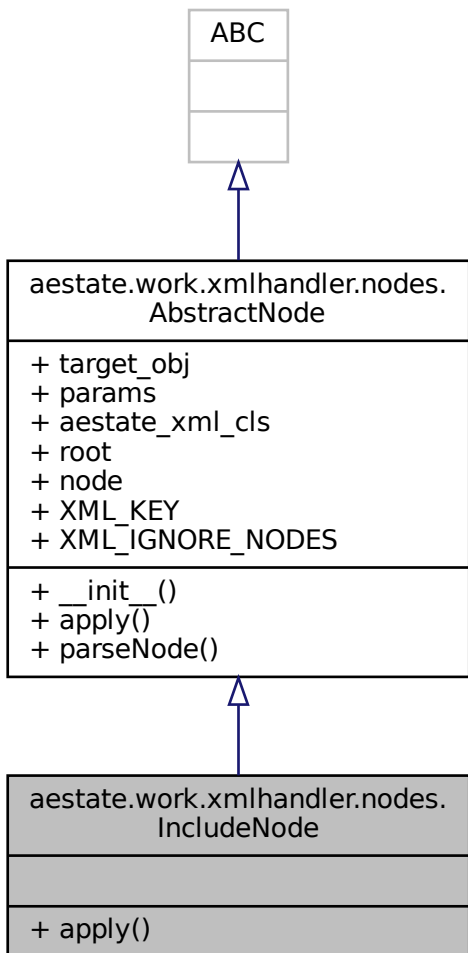 ABC
aestate.work.xmlhandler.nodes.
AbstractNode
+ target_obj
+ params
+ aestate_xml_cls
+ root
+ node
+ XML_KEY
+ XML_IGNORE_NODES
+ __init__()
+ apply()
+ parseNode()
aestate.work.xmlhandler.nodes.
IncludeNode
+ apply()